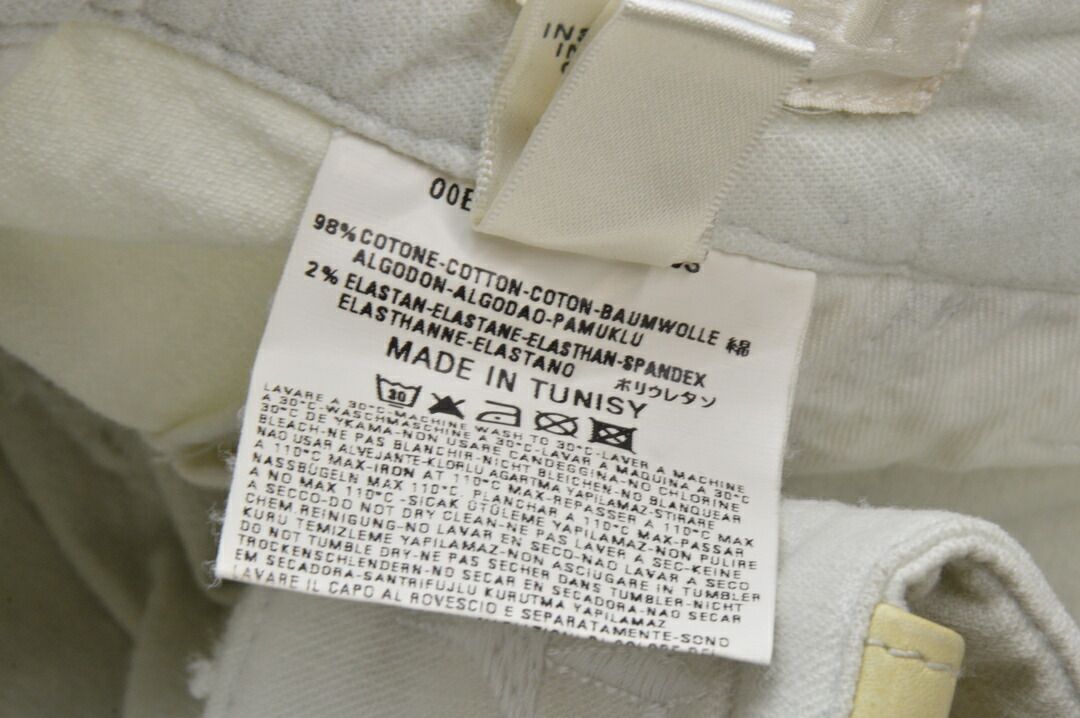 INS
IN
00E
98% COTONE-COTTON-COTON-BAUMWOLLE 綿
ALGODON-ALGODAO-PAMUKLU
2% ELASTAN-ELASTANE-ELASTHAN-SPANDEX
ELASTHANNE-ELASTANO ポリウレタン
MADE IN TUNISY
30
LAVARE A 30°C-MACHINE WASH TO 30°C-LAVER A MACHINE
A 30°C-WASCHMASCHINE A 30°C-LAVAR A MAQUINA A 30°C
30°C DE YKAMA-NON USARE CANDEGGINA-NO CHLORINE
BLEACH-NE PAS BLANCHIR-NICHT BLEICHEN-NO BLANQUEAR
NAO USAR ALVEJANTE-KLORLU AGARTMA YAPILAMAZ-STIRARE
A 110°C MAX-IRON AT 110°C MAX-REPASSER A 110°C MAX
NASSBÜGELN MAX 110°C. PLANCHAR A 110°C MAX-PASSAR
A NO MAX 110°C -SICAK ÜTÜLEME YAPILAMAZ-NON PULIRE
A SECCO-DO NOT DRY CLEAN-NE PAS LAVER A SEC-KEINE
CHEM.REINIGUNG-NO LAVAR EN SECO-NAO LAVAR A SECO
KURU TEMIZLEME YAPILAMAZ-NON ASCIUGARE IN TUMBLER
DO NOT TUMBLE DRY-NE PAS SECHER DANS TUMBLER-NICHT
TROCKENSCHLENDERN-NO SECAR EN SECADORA-NAO SECAR
EM SECADORA-SANTRIFUJLU KURUTMA YAPILAMAZ
LAVARE IL CAPO AL ROVESCIO E SEPARATAMENTE-SONO